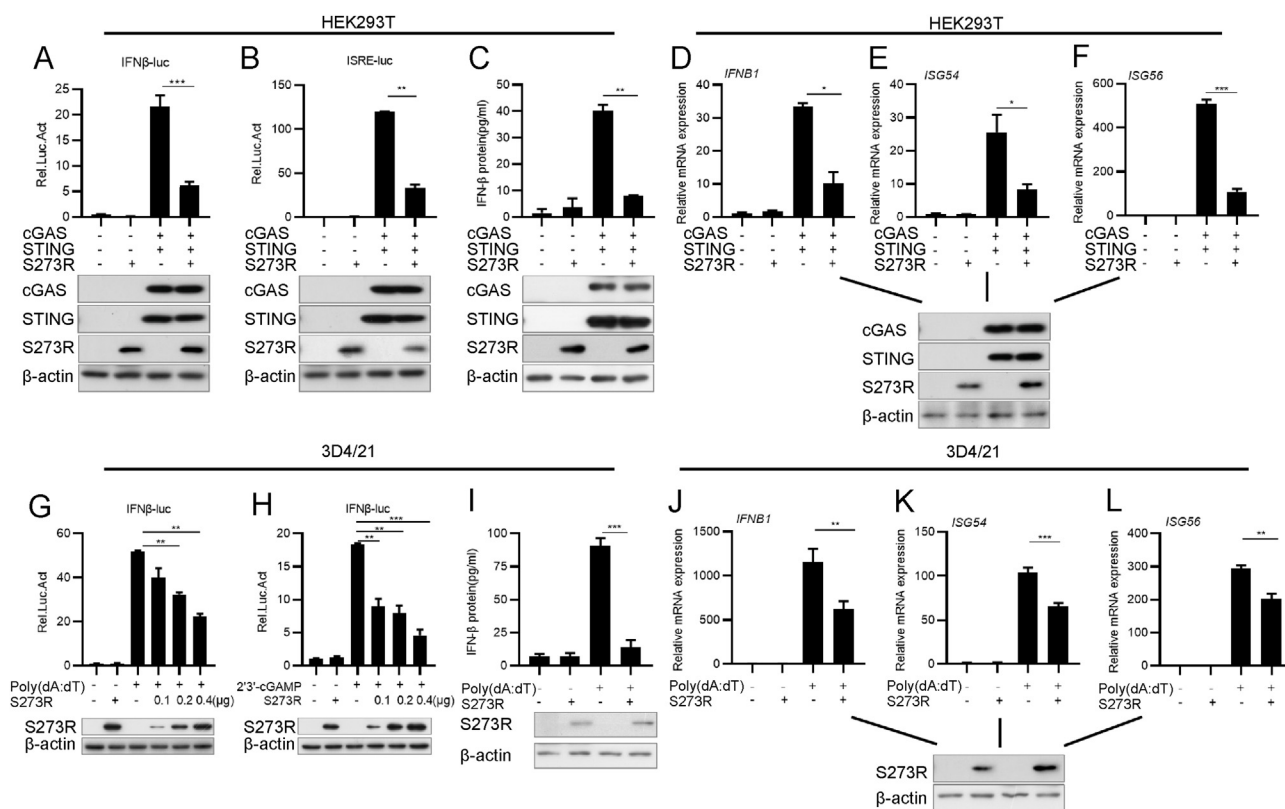 HEK293T
HEK293T
A
IFNβ-luc
***
Rel.Luc.Act
25
20
15
10
5
0
cGAS - - + +
STING - - + +
S273R - + - +
cGAS
STING
S273R
β-actin
B
ISRE-luc
**
Rel.Luc.Act
150
100
50
0
cGAS - - + +
STING - - + +
S273R - + - +
cGAS
STING
S273R
β-actin
C
**
IFN-β protein(pg/ml)
50
40
30
20
10
0
cGAS - - + +
STING - - + +
S273R - + - +
cGAS
STING
S273R
β-actin
D
IFNB1
*
Relative mRNA expression
40
30
20
10
0
cGAS - - + +
STING - - + +
S273R - + - +
E
ISG54
*
Relative mRNA expression
40
30
20
10
0
cGAS - - + +
STING - - + +
S273R - + - +
F
ISG56
***
Relative mRNA expression
600
400
200
0
cGAS - - + +
STING - - + +
S273R - + - +
cGAS
STING
S273R
β-actin
3D4/21
3D4/21
G
IFNβ-luc
**
**
Rel.Luc.Act
60
40
20
0
Poly(dA:dT) - - + + + +
S273R - + - 0.1 0.2 0.4(μg)
S273R
β-actin
H
IFNβ-luc
***
**
**
Rel.Luc.Act
20
15
10
5
0
2'3'-cGAMP - - + + + +
S273R - + - 0.1 0.2 0.4(μg)
S273R
β-actin
I
***
IFN-β protein(pg/ml)
100
80
60
40
20
0
Poly(dA:dT) - - + +
S273R - + - +
S273R
β-actin
J
IFNB1
**
Relative mRNA expression
1500
1000
500
0
Poly(dA:dT) - - + +
S273R - + - +
K
ISG54
***
Relative mRNA expression
150
100
50
0
Poly(dA:dT) - - + +
S273R - + - +
L
ISG56
**
Relative mRNA expression
400
300
200
100
0
Poly(dA:dT) - - + +
S273R - + - +
S273R
β-actin